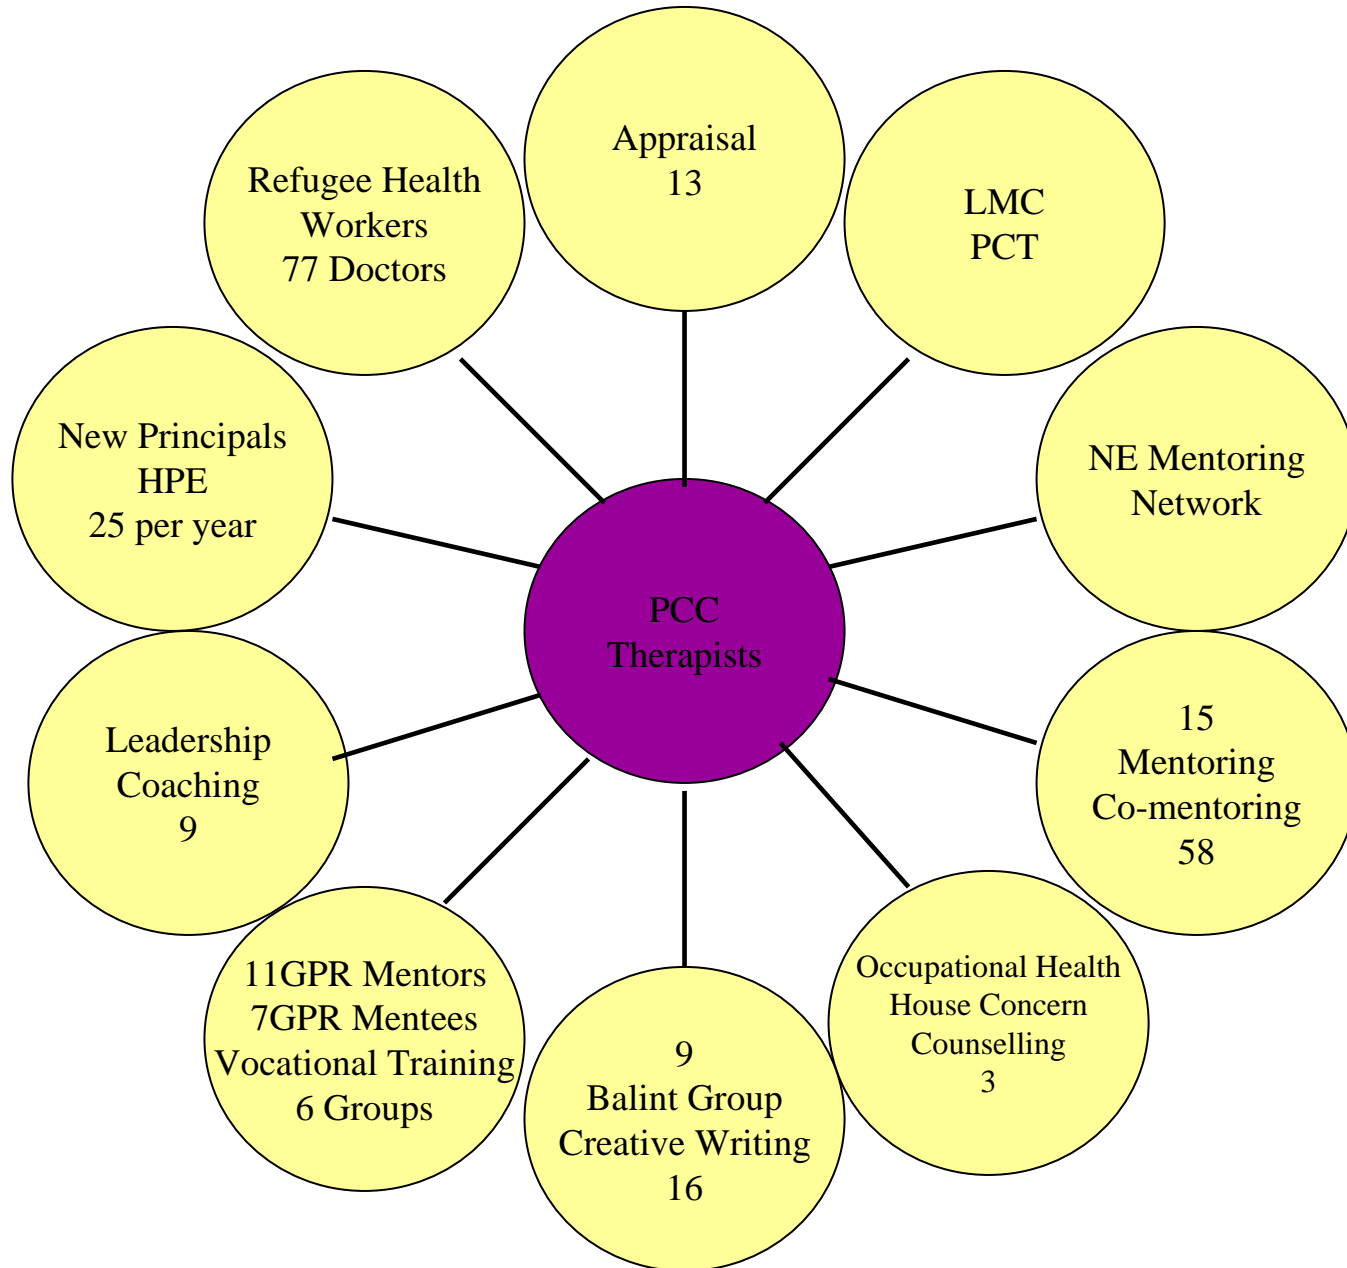 Appraisal
13
LMC
PCT
NE Mentoring
Network
15
Mentoring
Co-mentoring
58
Occupational Health
House Concern
Counselling
3
9
Balint Group
Creative Writing
16
11GPR Mentors
7GPR Mentees
Vocational Training
6 Groups
Leadership
Coaching
9
New Principals
HPE
25 per year
Refugee Health
Workers
77 Doctors
PCC
Therapists